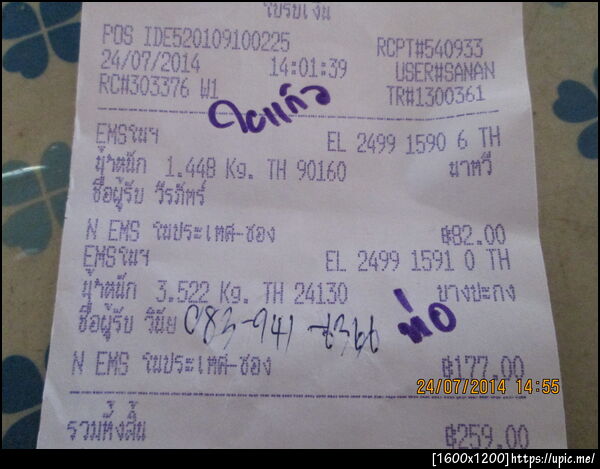 ใบรับเงิน
POS IDE520109100225 RCPT#540933
24/07/2014 14:01:39 USER#SANAN
RC#303376 W1 TR#1300361
ใยแก้ว
EMSในฯ EL 2499 1590 6 TH
น้ำหนัก 1.448 Kg. TH 90160 นาทวี
ชื่อผู้รับ วีรภัทร์
N EMS ในประเทศ-ซอง ฿82.00
EMSในฯ EL 2499 1591 0 TH
น้ำหนัก 3.522 Kg. TH 24130 บางปะกง
ชื่อผู้รับ วินัย 083-941- ท่อ
N EMS ในประเทศ-ซอง ฿177.00
24/07/2014 14:55
รวมทั้งสิ้น ฿259.00
[1600x1200]https://upic.me/